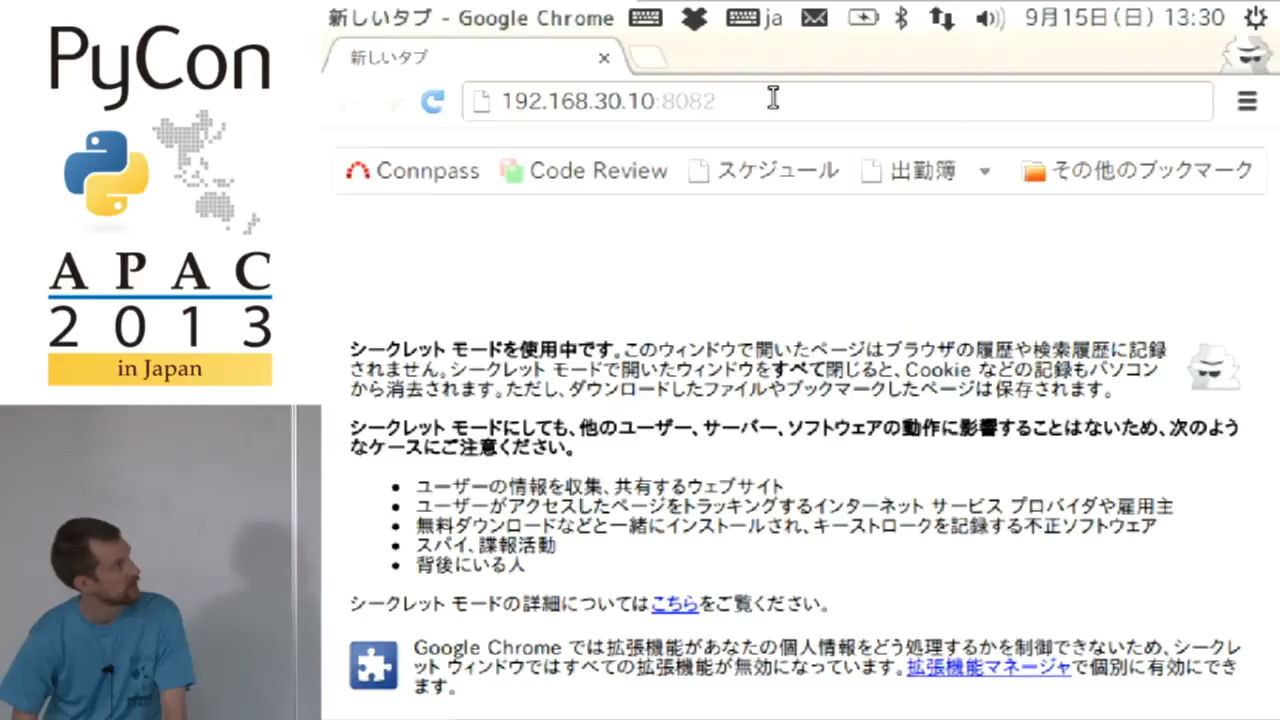 PyCon
APAC
2013
in Japan
新しいタブ - Google Chrome
ja
9月15日(日) 13:30
新しいタブ
192.168.30.10:8082
Connpass
Code Review
スケジュール
出勤簿
その他のブックマーク
シークレット モードを使用中です。このウィンドウで開いたページはブラウザの履歴や検索履歴に記録
されません。シークレット モードで開いたウィンドウをすべて閉じると、Cookie などの記録もパソコン
から消去されます。ただし、ダウンロードしたファイルやブックマークしたページは保存されます。
シークレット モードにしても、他のユーザー、サーバー、ソフトウェアの動作に影響することはないため、次のよう
なケースにご注意ください。
• ユーザーの情報を収集、共有するウェブサイト
• ユーザーがアクセスしたページをトラッキングするインターネット サービス プロバイダや雇用主
• 無料ダウンロードなどと一緒にインストールされ、キーストロークを記録する不正ソフトウェア
• スパイ、諜報活動
• 背後にいる人
シークレット モードの詳細についてはこちらをご覧ください。
Google Chrome では拡張機能があなたの個人情報をどう処理するかを制御できないため、シークレ
ット ウィンドウではすべての拡張機能が無効になっています。拡張機能マネージャで個別に有効にでき
ます。